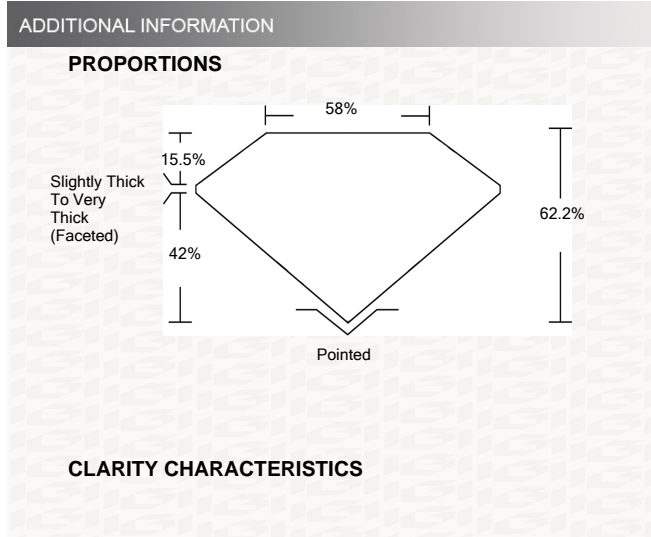 ADDITIONAL INFORMATION
PROPORTIONS
58%
15.5%
Slightly Thick
To Very
Thick
(Faceted)
62.2%
42%
Pointed
CLARITY CHARACTERISTICS